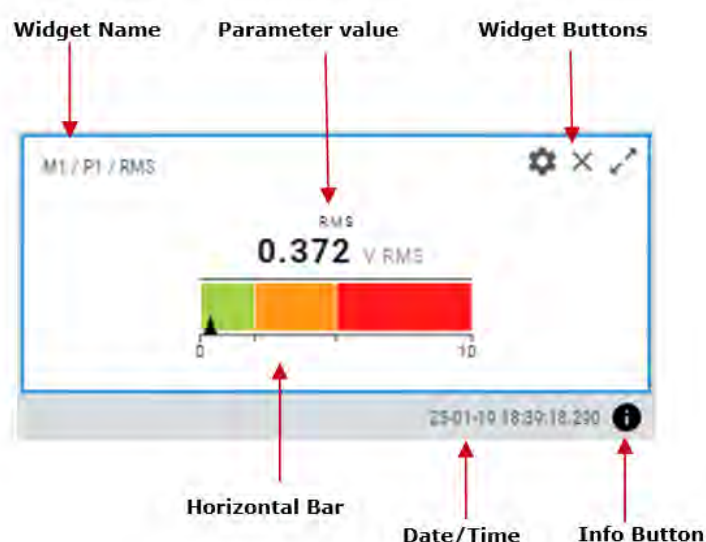 Widget Name Parameter value Widget Buttons
M1 / P1 / RMS
RMS
0.372 V RMS
0 10
25-01-19 18:39:18.290
Horizontal Bar
Date/Time Info Button